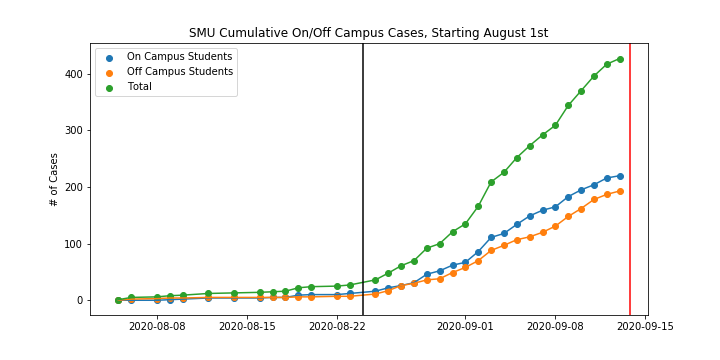 SMU Cumulative On/Off Campus Cases, Starting August 1st
On Campus Students
Off Campus Students
Total
# of Cases
400
300
200
100
0
2020-08-08
2020-08-15
2020-08-22
2020-09-01
2020-09-08
2020-09-15